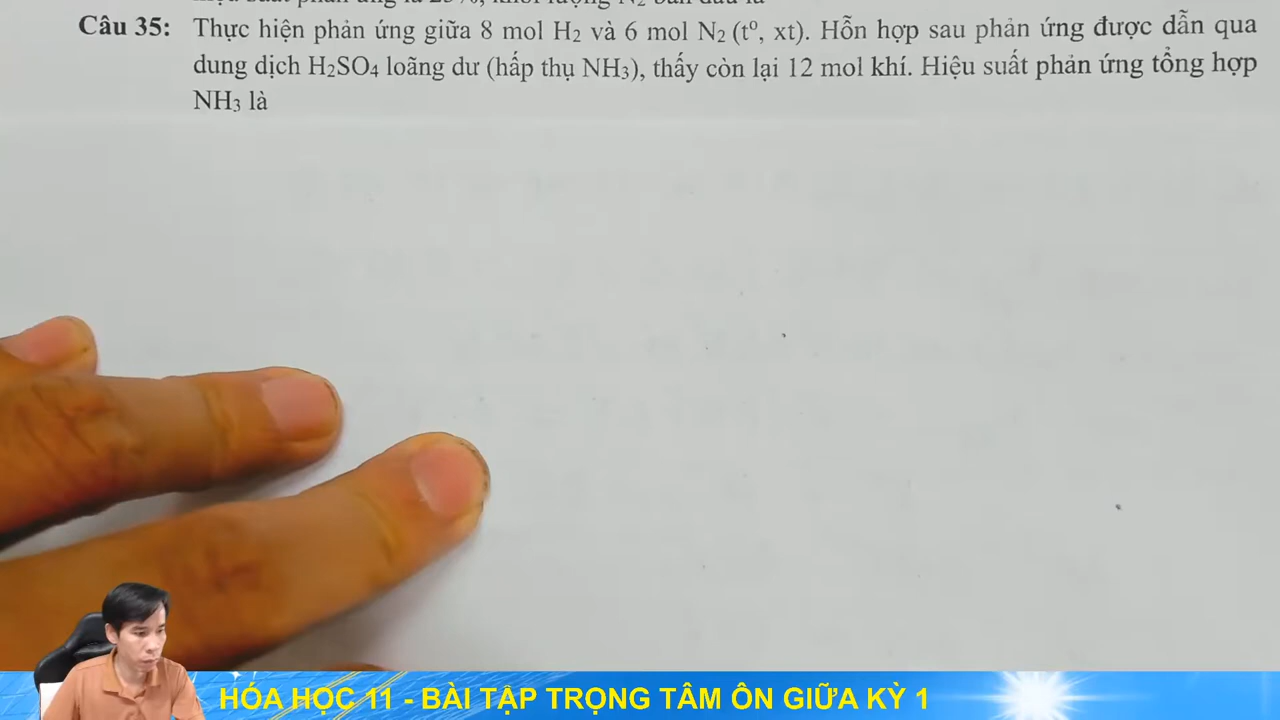 Câu 35: Thực hiện phản ứng giữa 8 mol H₂ và 6 mol N₂ (tº, xt). Hỗn hợp sau phản ứng được dẫn qua
dung dịch H₂SO₄ loãng dư (hấp thụ NH₃), thấy còn lại 12 mol khí. Hiệu suất phản ứng tổng hợp
NH₃ là
HÓA HỌC 11 - BÀI TẬP TRỌNG TÂM ÔN GIỮA KỲ 1